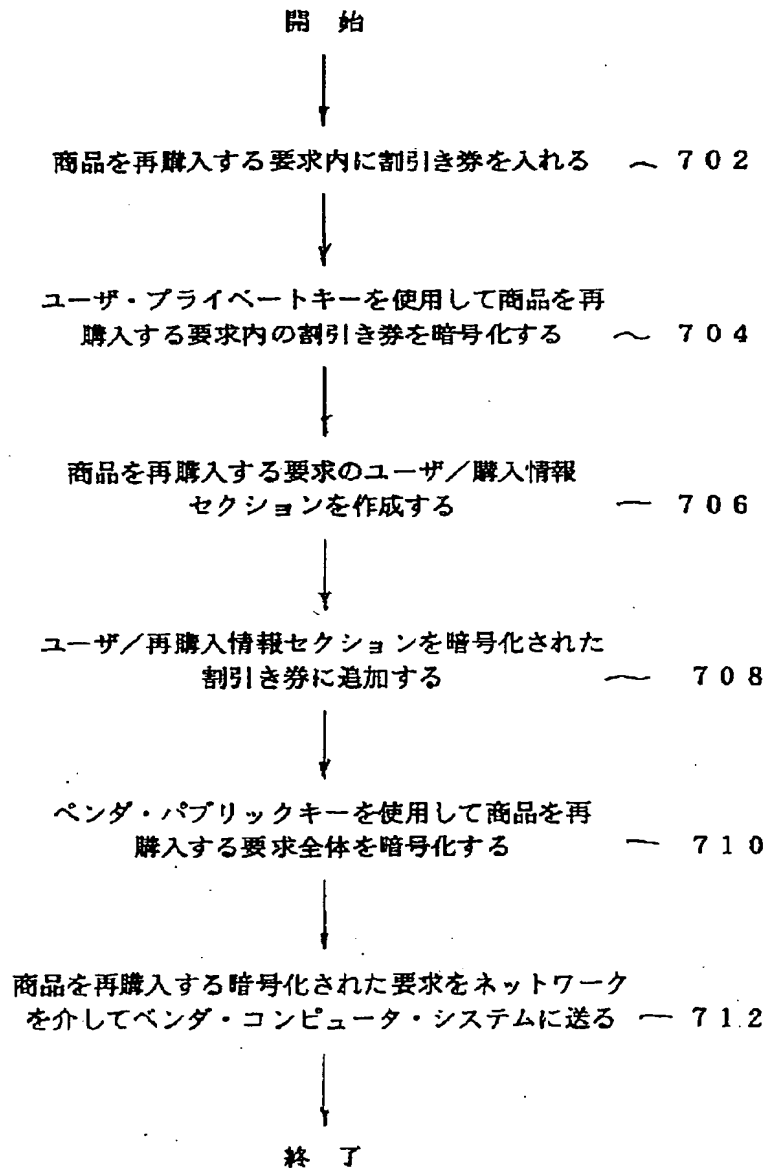 開 始
商品を再購入する要求内に割引き券を入れる 〜 702
ユーザ・プライベートキーを使用して商品を再
購入する要求内の割引き券を暗号化する 〜 704
商品を再購入する要求のユーザ／購入情報
セクションを作成する 〜 706
ユーザ／再購入情報セクションを暗号化された
割引き券に追加する 〜 708
ベンダ・パブリックキーを使用して商品を再
購入する要求全体を暗号化する 〜 710
商品を再購入する暗号化された要求をネットワーク
を介してベンダ・コンピュータ・システムに送る 〜 712
終 了